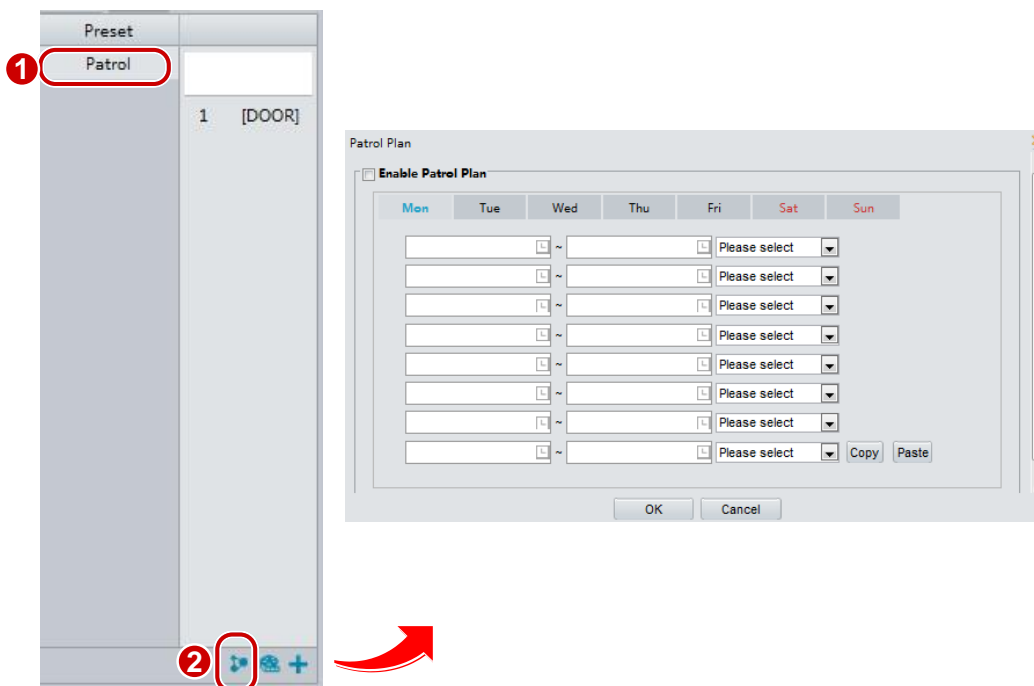 Preset
1
Patrol
1 [DOOR]
Patrol Plan
Enable Patrol Plan
Mon Tue Wed Thu Fri Sat Sun
~ Please select
~ Please select
~ Please select
~ Please select
~ Please select
~ Please select
~ Please select
~ Please select Copy Paste
OK Cancel
2